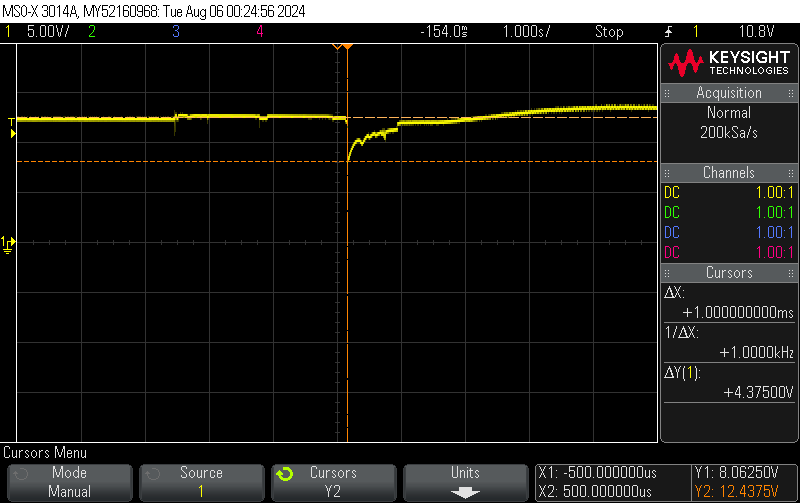 MSO-X 3014A, MY52160968: Tue Aug 06 00:24:56 2024
1 5.00V/ 2 3 4 -154.0ms 1.000s/ Stop 1 10.8V
KEYSIGHT
TECHNOLOGIES
Acquisition
Normal
200kSa/s
Channels
DC 1.00:1
DC 1.00:1
DC 1.00:1
DC 1.00:1
Cursors
ΔX:
+1.000000000ms
1/ΔX:
+1.0000kHz
ΔY(1):
+4.37500V
T
1
Cursors Menu
Mode
Manual
Source
1
Cursors
Y2
Units
X1: -500.000000us
X2: 500.000000us
Y1: 8.06250V
Y2: 12.4375V